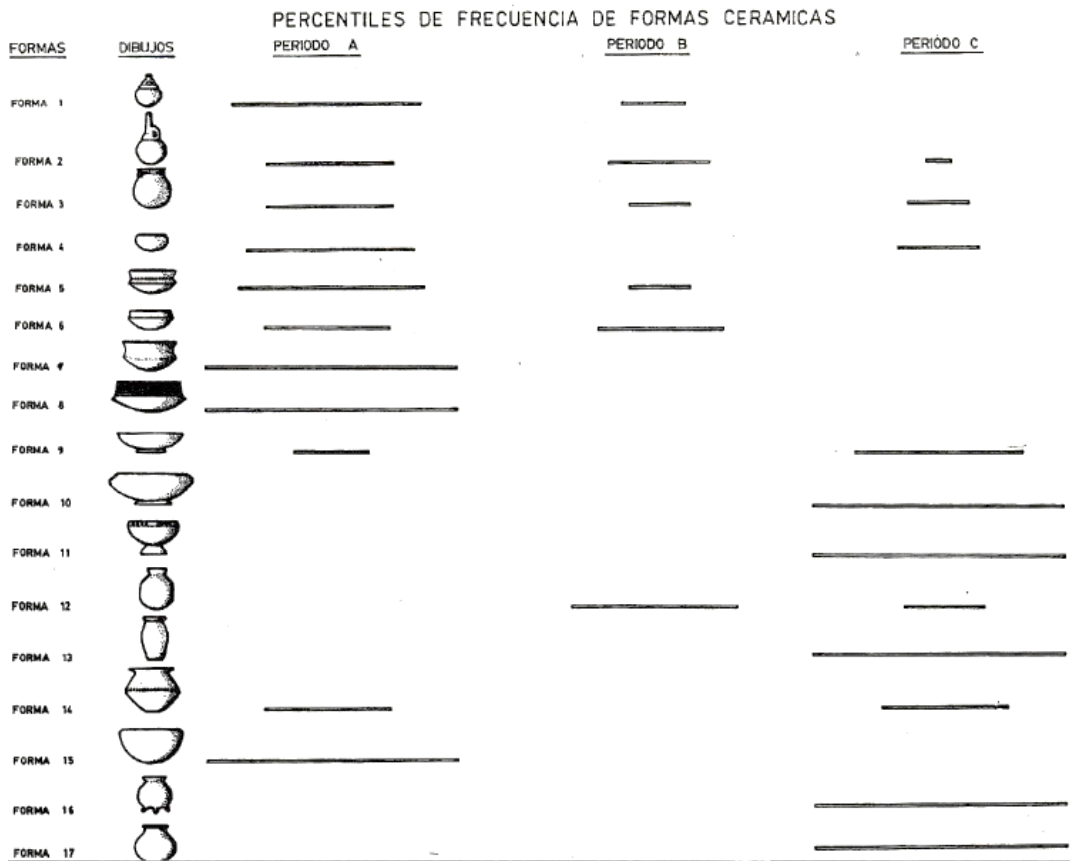 PERCENTILES DE FRECUENCIA DE FORMAS CERAMICAS
FORMAS DIBUJOS PERIODO A PERIODO B PERIÓDO C
FORMA 1
FORMA 2
FORMA 3
FORMA 4
FORMA 5
FORMA 6
FORMA 7
FORMA 8
FORMA 9
FORMA 10
FORMA 11
FORMA 12
FORMA 13
FORMA 14
FORMA 15
FORMA 16
FORMA 17